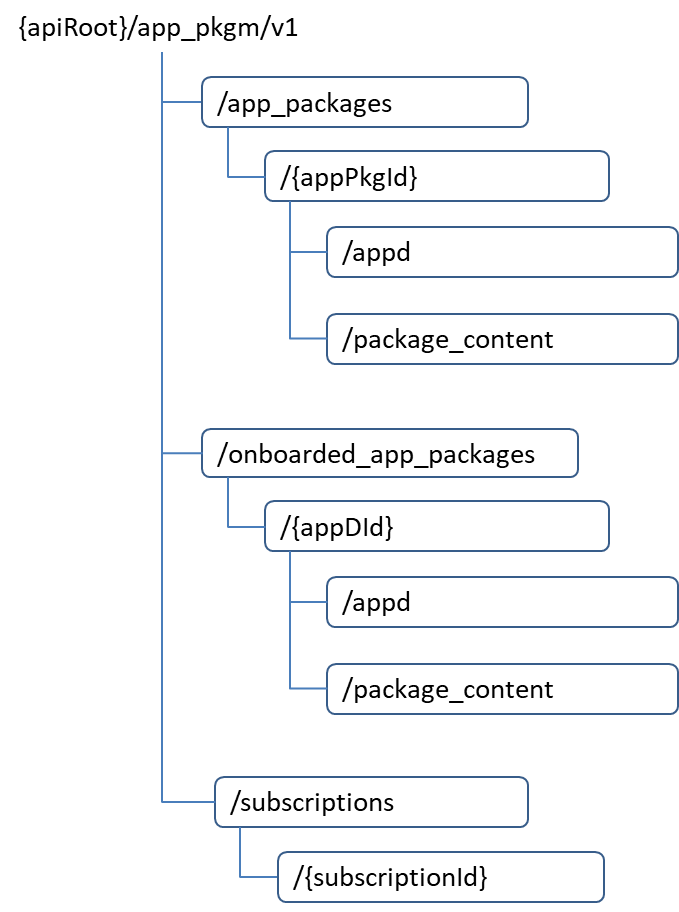 {apiRoot}/app_pkgm/v1
/app_packages
/{appPkgId}
/appd
/package_content
/onboarded_app_packages
/{appDId}
/appd
/package_content
/subscriptions
/{subscriptionId}